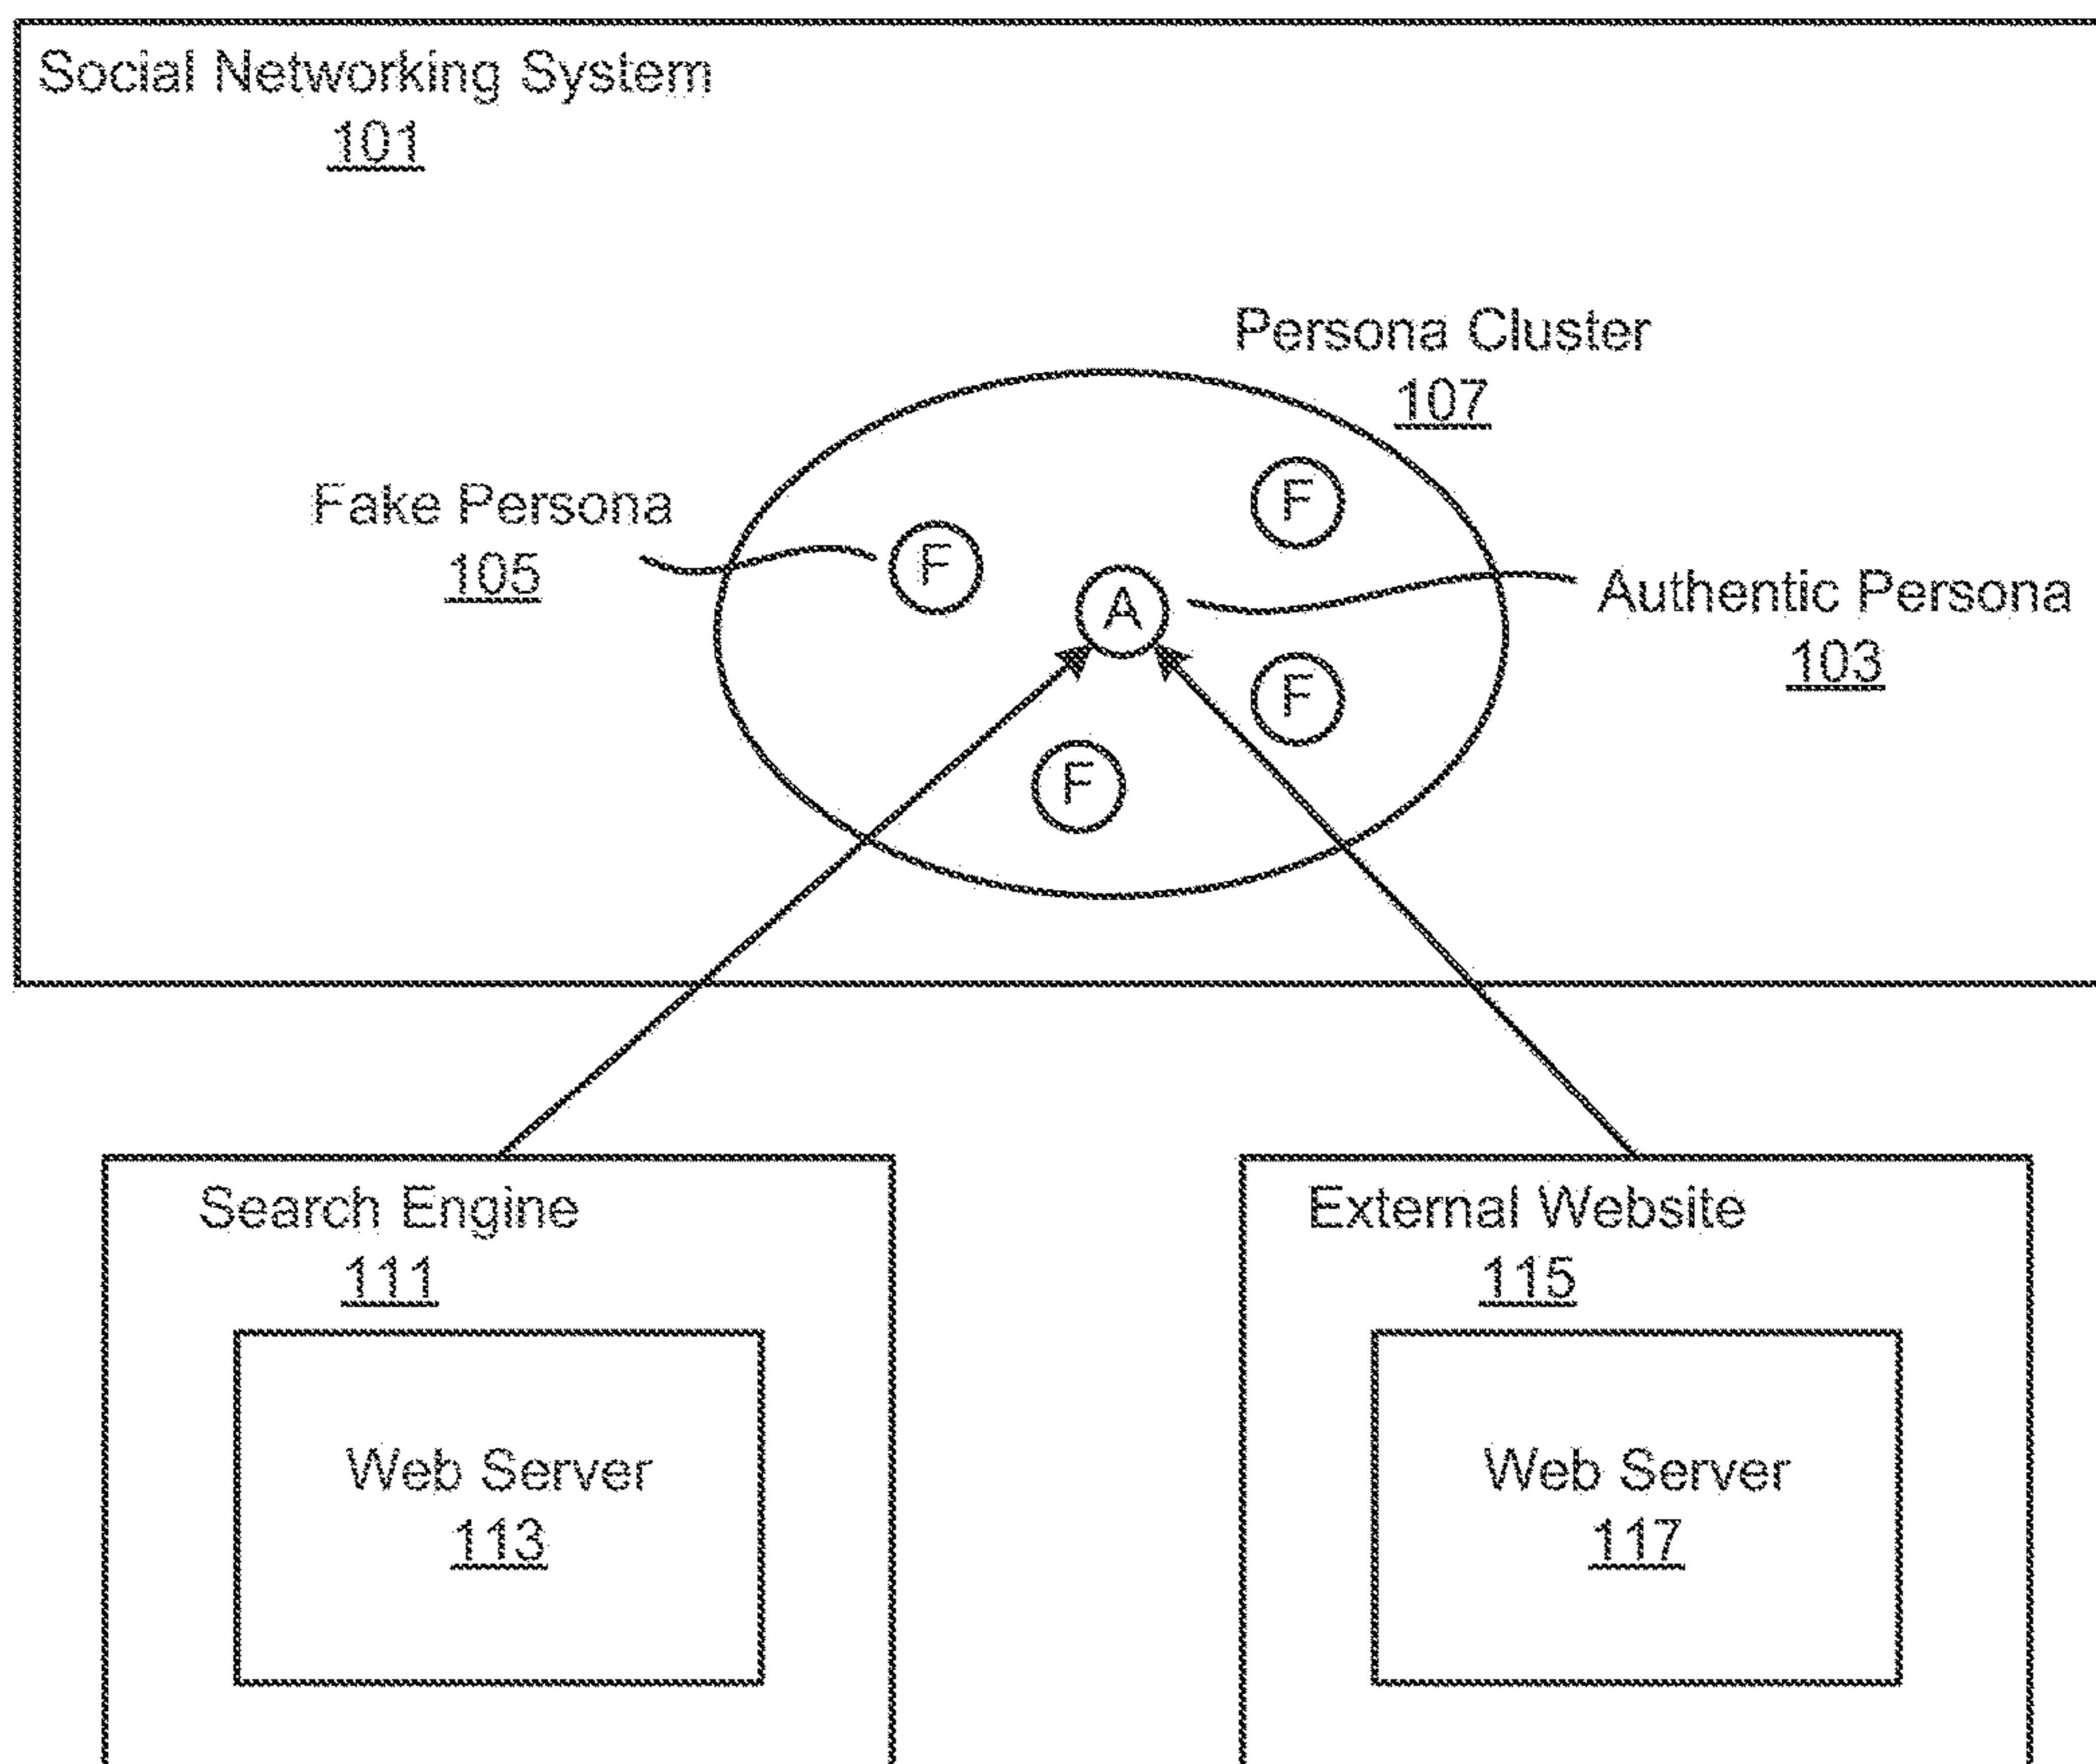 Social Networking System
101
Persona Cluster
107
Fake Persona
105
F
F
A
Authentic Persona
103
F
F
Search Engine
111
Web Server
113
External Website
115
Web Server
117